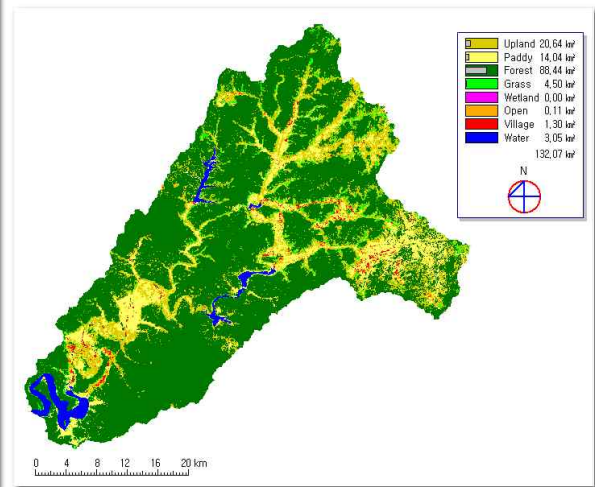 Upland 20,64 km²
Paddy 14,04 km²
Forest 88,44 km²
Grass 4,50 km²
Wetland 0,00 km²
Open 0,11 km²
Village 1,30 km²
Water 3,05 km²
132,07 km²
N
0 4 8 12 16 20 km